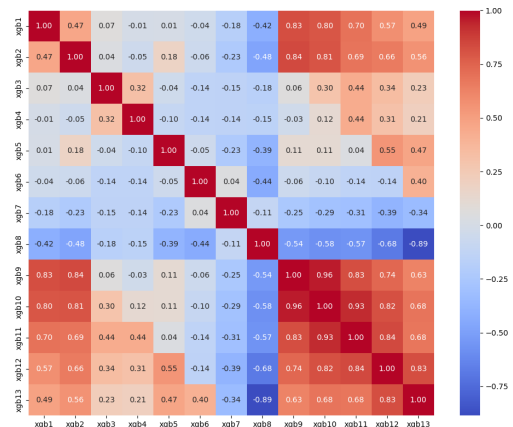 xgb1 1.00 0.47 0.07 -0.01 0.01 -0.04 -0.18 -0.42 0.83 0.80 0.70 0.57 0.49
xgb2 0.47 1.00 0.04 -0.05 0.18 -0.06 -0.23 -0.48 0.84 0.81 0.69 0.66 0.56
xgb3 0.07 0.04 1.00 0.32 -0.04 -0.14 -0.15 -0.18 0.06 0.30 0.44 0.34 0.23
xgb4 -0.01 -0.05 0.32 1.00 -0.10 -0.14 -0.14 -0.15 -0.03 0.12 0.44 0.31 0.21
xgb5 0.01 0.18 -0.04 -0.10 1.00 -0.05 -0.23 -0.39 0.11 0.11 0.04 0.55 0.47
xgb6 -0.04 -0.06 -0.14 -0.14 -0.05 1.00 0.04 -0.44 -0.06 -0.10 -0.14 -0.14 0.40
xgb7 -0.18 -0.23 -0.15 -0.14 -0.23 0.04 1.00 -0.11 -0.25 -0.29 -0.31 -0.39 -0.34
xgb8 -0.42 -0.48 -0.18 -0.15 -0.39 -0.44 -0.11 1.00 -0.54 -0.58 -0.57 -0.68 -0.89
xgb9 0.83 0.84 0.06 -0.03 0.11 -0.06 -0.25 -0.54 1.00 0.96 0.83 0.74 0.63
xgb10 0.80 0.81 0.30 0.12 0.11 -0.10 -0.29 -0.58 0.96 1.00 0.93 0.82 0.68
xgb11 0.70 0.69 0.44 0.44 0.04 -0.14 -0.31 -0.57 0.83 0.93 1.00 0.84 0.68
xgb12 0.57 0.66 0.34 0.31 0.55 -0.14 -0.39 -0.68 0.74 0.82 0.84 1.00 0.83
xgb13 0.49 0.56 0.23 0.21 0.47 0.40 -0.34 -0.89 0.63 0.68 0.68 0.83 1.00
xgb1 xgb2 xgb3 xgb4 xgb5 xgb6 xgb7 xgb8 xgb9 xgb10 xgb11 xgb12 xgb13
1.00
0.75
0.50
0.25
0.00
−0.25
−0.50
−0.75